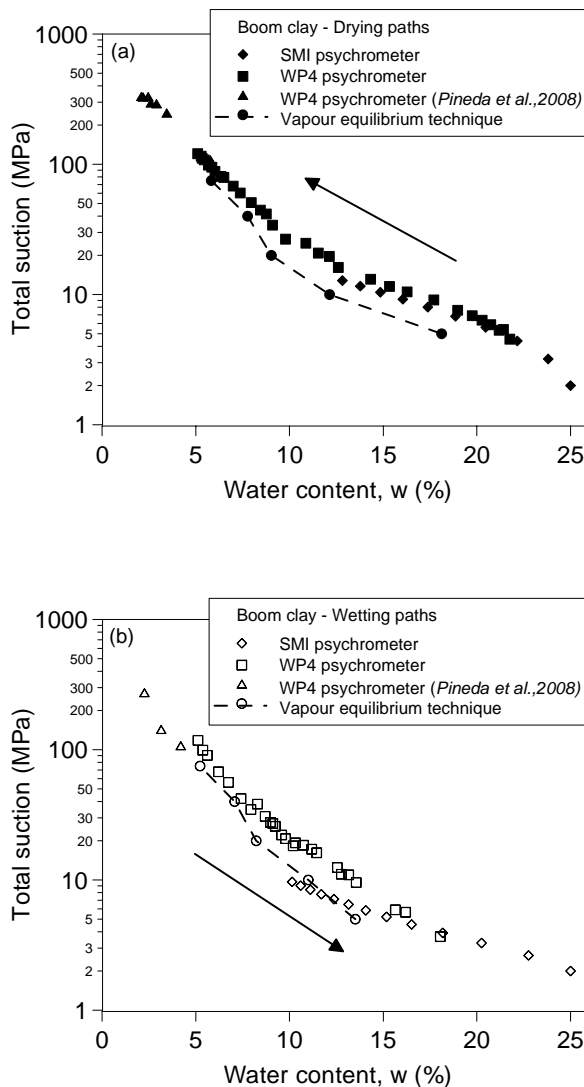 Boom clay - Drying paths
(a)
SMI psychrometer
WP4 psychrometer
WP4 psychrometer (Pineda et al.,2008)
Vapour equilibrium technique
1000
500
300
200
100
50
30
20
10
5
3
2
1
Total suction (MPa)
0 5 10 15 20 25
Water content, w (%)
Boom clay - Wetting paths
(b)
SMI psychrometer
WP4 psychrometer
WP4 psychrometer (Pineda et al.,2008)
Vapour equilibrium technique
1000
500
300
200
100
50
30
20
10
5
3
2
1
Total suction (MPa)
0 5 10 15 20 25
Water content, w (%)